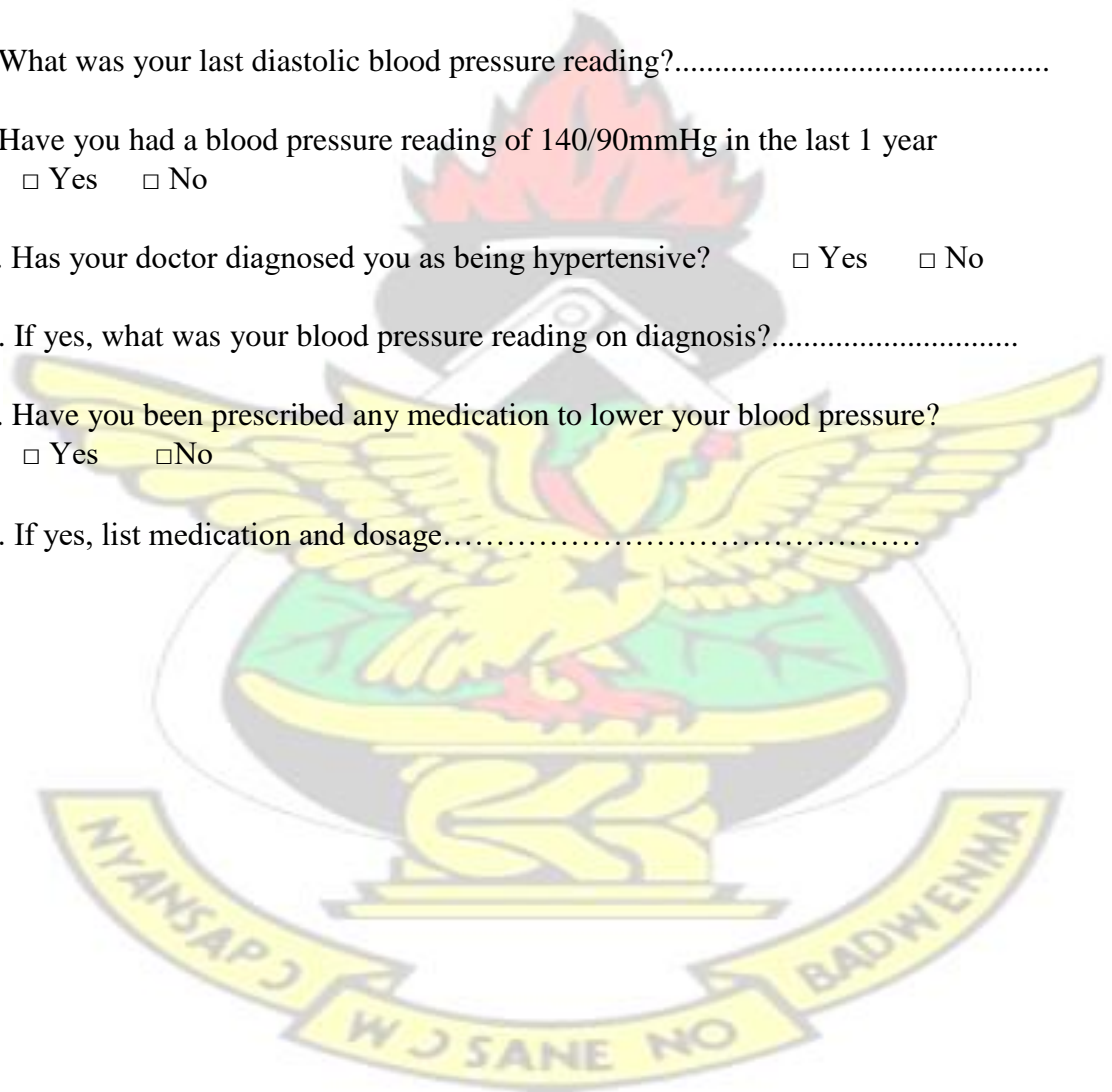 What was your last diastolic blood pressure reading?...............................................
Have you had a blood pressure reading of 140/90mmHg in the last 1 year
□ Yes □ No
. Has your doctor diagnosed you as being hypertensive? □ Yes □ No
. If yes, what was your blood pressure reading on diagnosis?...............................
. Have you been prescribed any medication to lower your blood pressure?
□ Yes □No
. If yes, list medication and dosage………………………………………
NYANSAPƆ
WƆSANE NO
BADWENMA